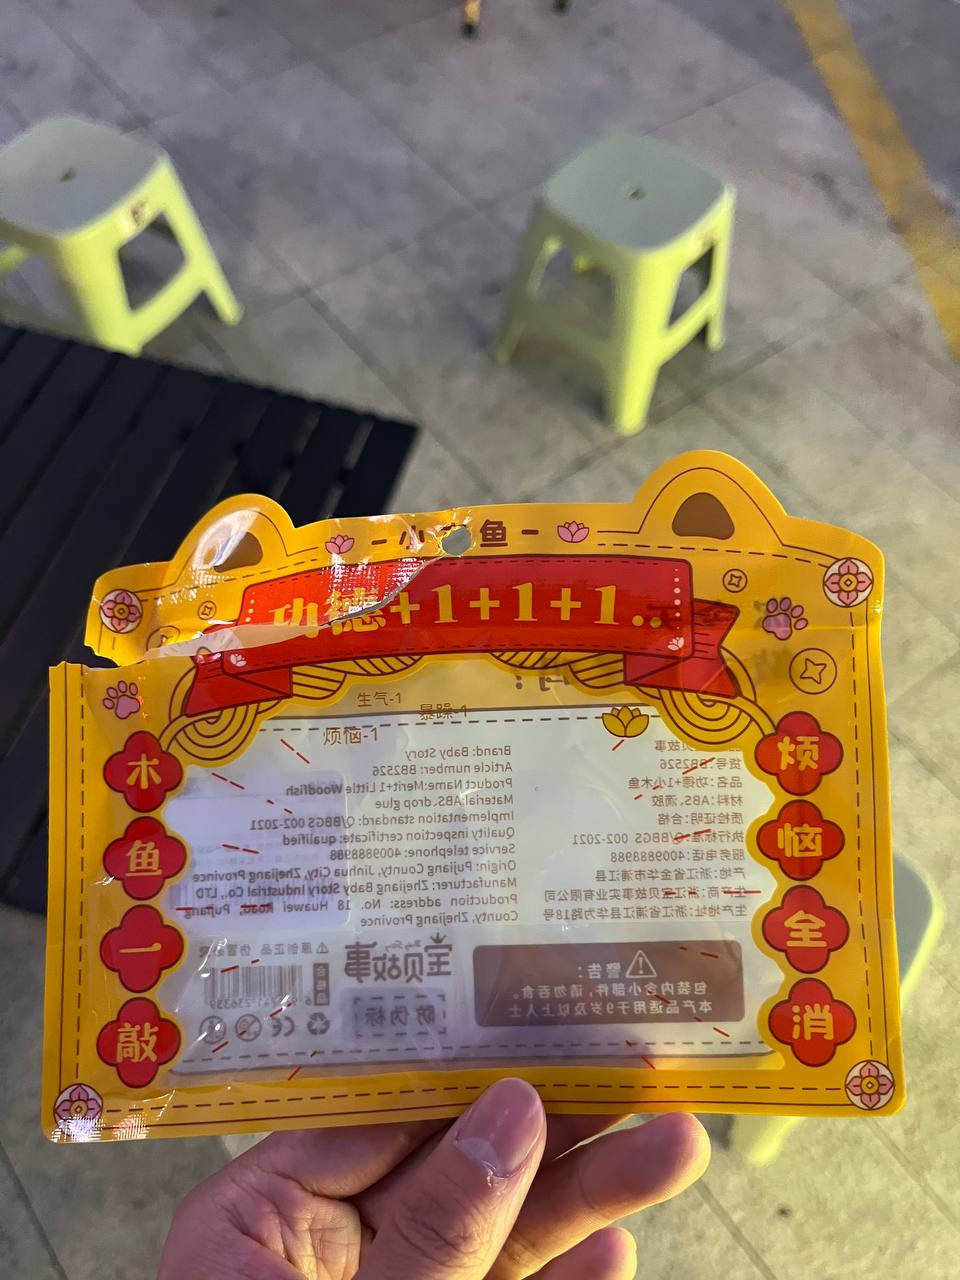 小 鱼
功德+1+1+1..
生气-1
暴躁-1
烦恼-1
木鱼一敲
烦恼全消
Brand: Baby Story
Article number: BB2526
Product Name:Merit+1 Little Woodfish
Material:ABS, drop glue
Implementation standard: Q/BBGS 002-2021
Quality inspection certificate: qualified
Service telephone: 4009888988
Origin: Pujiang County, Jinhua City, Zhejiang Province
Manufacturer: Zhejiang Baby Story Industrial Co., LTD
Production address: No. 18 Huawei Road, Pujiang
County, Zhejiang Province
贝故事
货号:BB2526
品名:功德+1小木鱼
材料:ABS、滴胶
质检证明:合格
执行标准:Q/BBGS 002-2021
服务电话:4009888988
产地:浙江省金华市浦江县
生产商:浙江宝贝故事实业有限公司
生产地址:浙江省浦江县华为路18号
宝贝故事
防伪标
合格品
原创正品 仿冒必究
警告:
包装内含小部件,请勿吞食。
本产品适用于9岁及以上人士